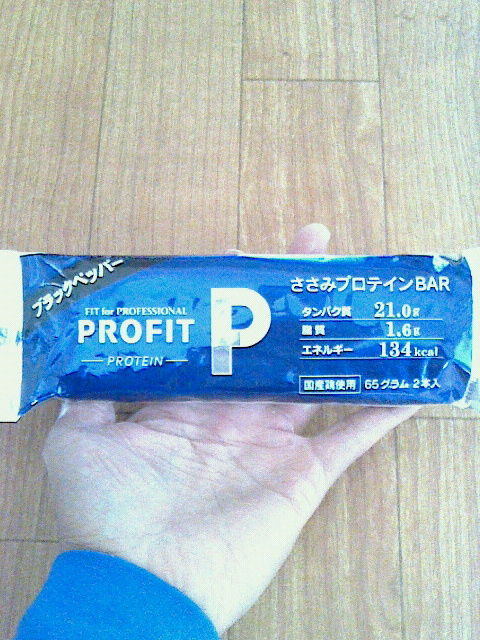 ブラックペッパー
FIT for PROFESSIONAL
PROFIT
PROTEIN
P
ささみプロテインBAR
タンパク質 21.0g
脂質 1.6g
エネルギー 134kcal
国産鶏使用 65グラム 2本入